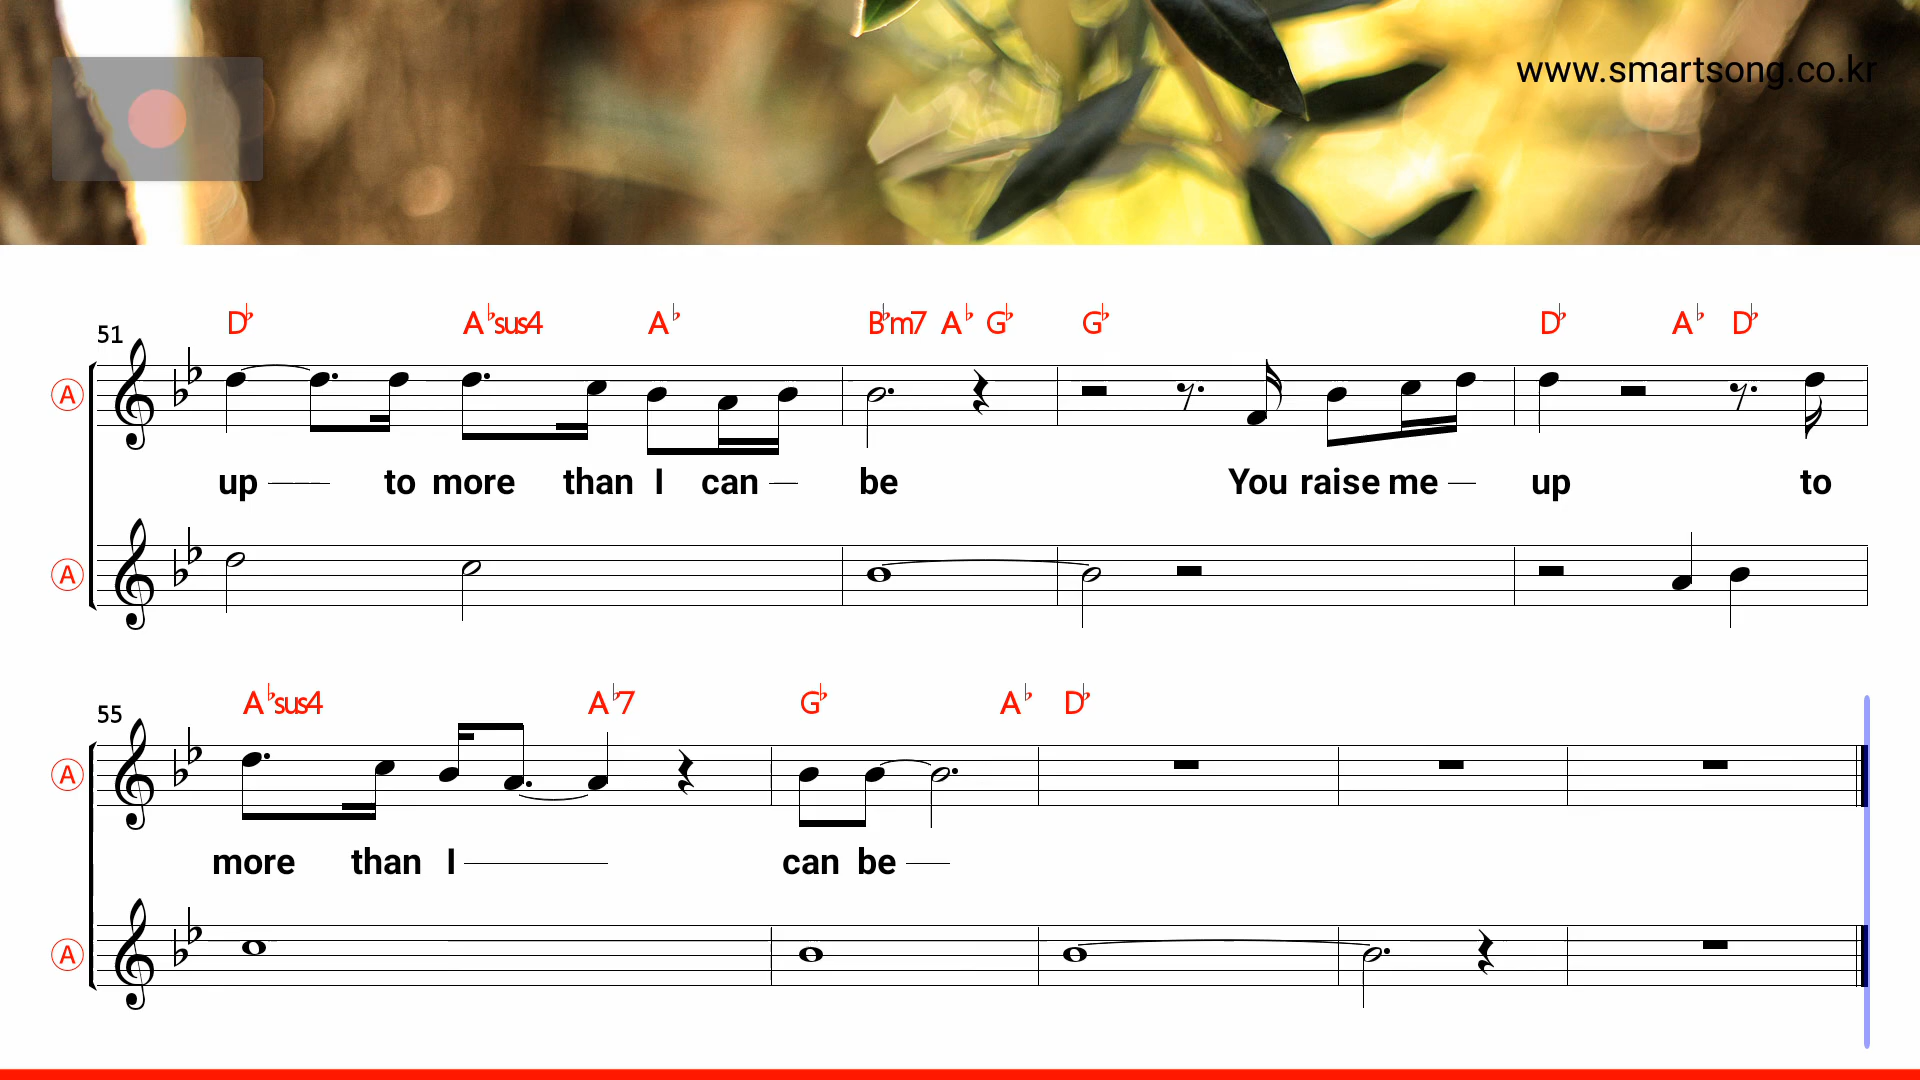 www.smartsong.co.kr
D♭ A♭sus4 A♭ B♭m7 A♭ G♭ G♭ D♭ A♭ D♭
51
A
up to more than I can be You raise me up to
A
A♭sus4 A♭7 G♭ A♭ D♭
55
A
more than I can be
A